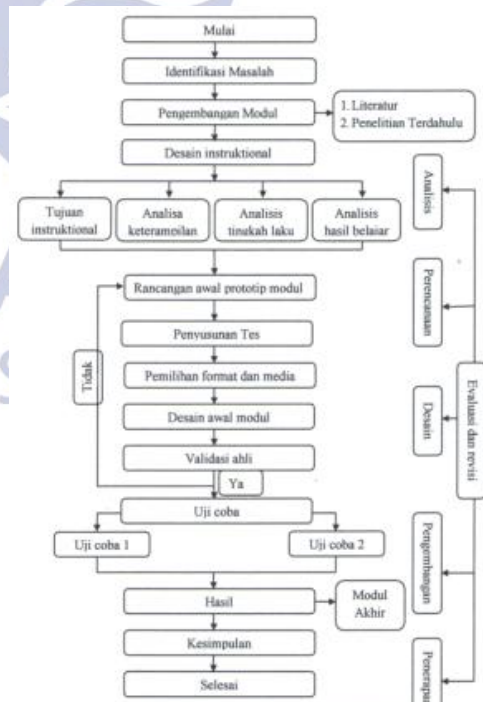 Mulai
Identifikasi Masalah
Pengembangan Modul
1. Literatur
2. Penelitian Terdahulu
Desain instruktional
Tujuan
instruktional
Analisa
keteramoilan
Analisis
tingkah laku
Analisis
hasil belaiar
Rancangan awal prototip modul
Penyusunan Tes
Pemilihan format dan media
Desain awal modul
Validasi ahli
Tidak
Ya
Uji coba
Uji coba 1
Uji coba 2
Hasil
Modul
Akhir
Kesimpulan
Selesai
Analisis
Perencanaan
Desain
Pengembangan
Penerapan
Evaluasi dan revisi